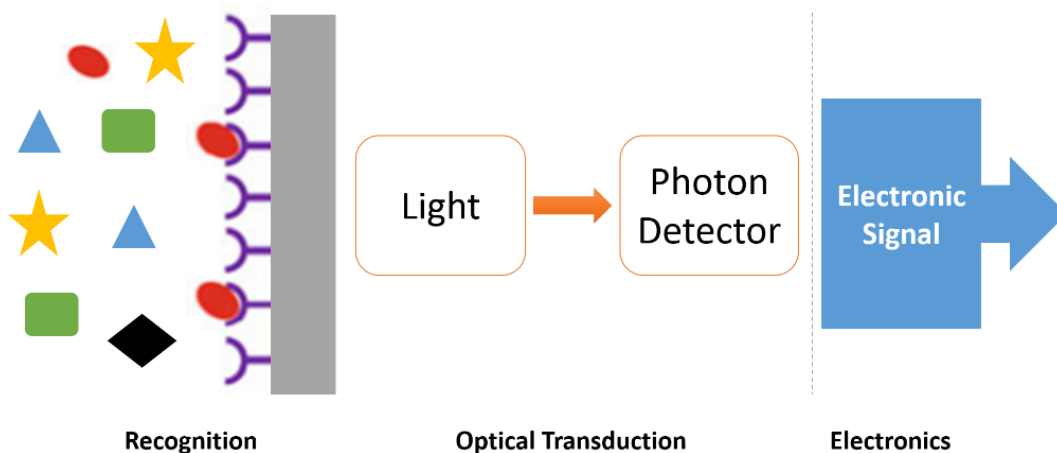 Light
Photon
Detector
Electronic
Signal
Recognition
Optical Transduction
Electronics